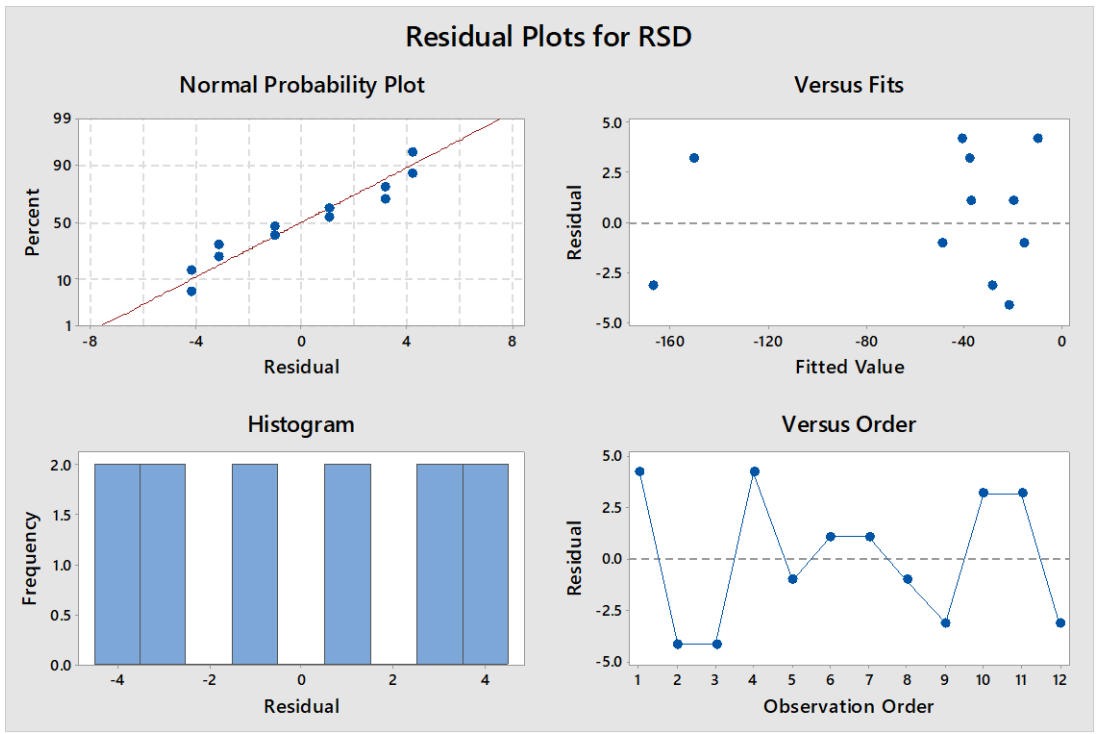 Residual Plots for RSD
Normal Probability Plot
99
90
50
10
1
Percent
-8 -4 0 4 8
Residual
Versus Fits
5.0
2.5
0.0
-2.5
-5.0
Residual
-160 -120 -80 -40 0
Fitted Value
Histogram
2.0
1.5
1.0
0.5
0.0
Frequency
-4 -2 0 2 4
Residual
Versus Order
5.0
2.5
0.0
-2.5
-5.0
Residual
1 2 3 4 5 6 7 8 9 10 11 12
Observation Order